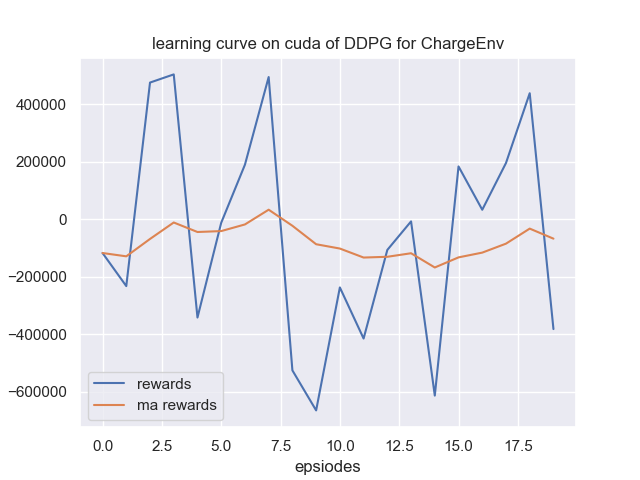 learning curve on cuda of DDPG for ChargeEnv
400000
200000
0
−200000
−400000
−600000
rewards
ma rewards
0.0 2.5 5.0 7.5 10.0 12.5 15.0 17.5
epsiodes